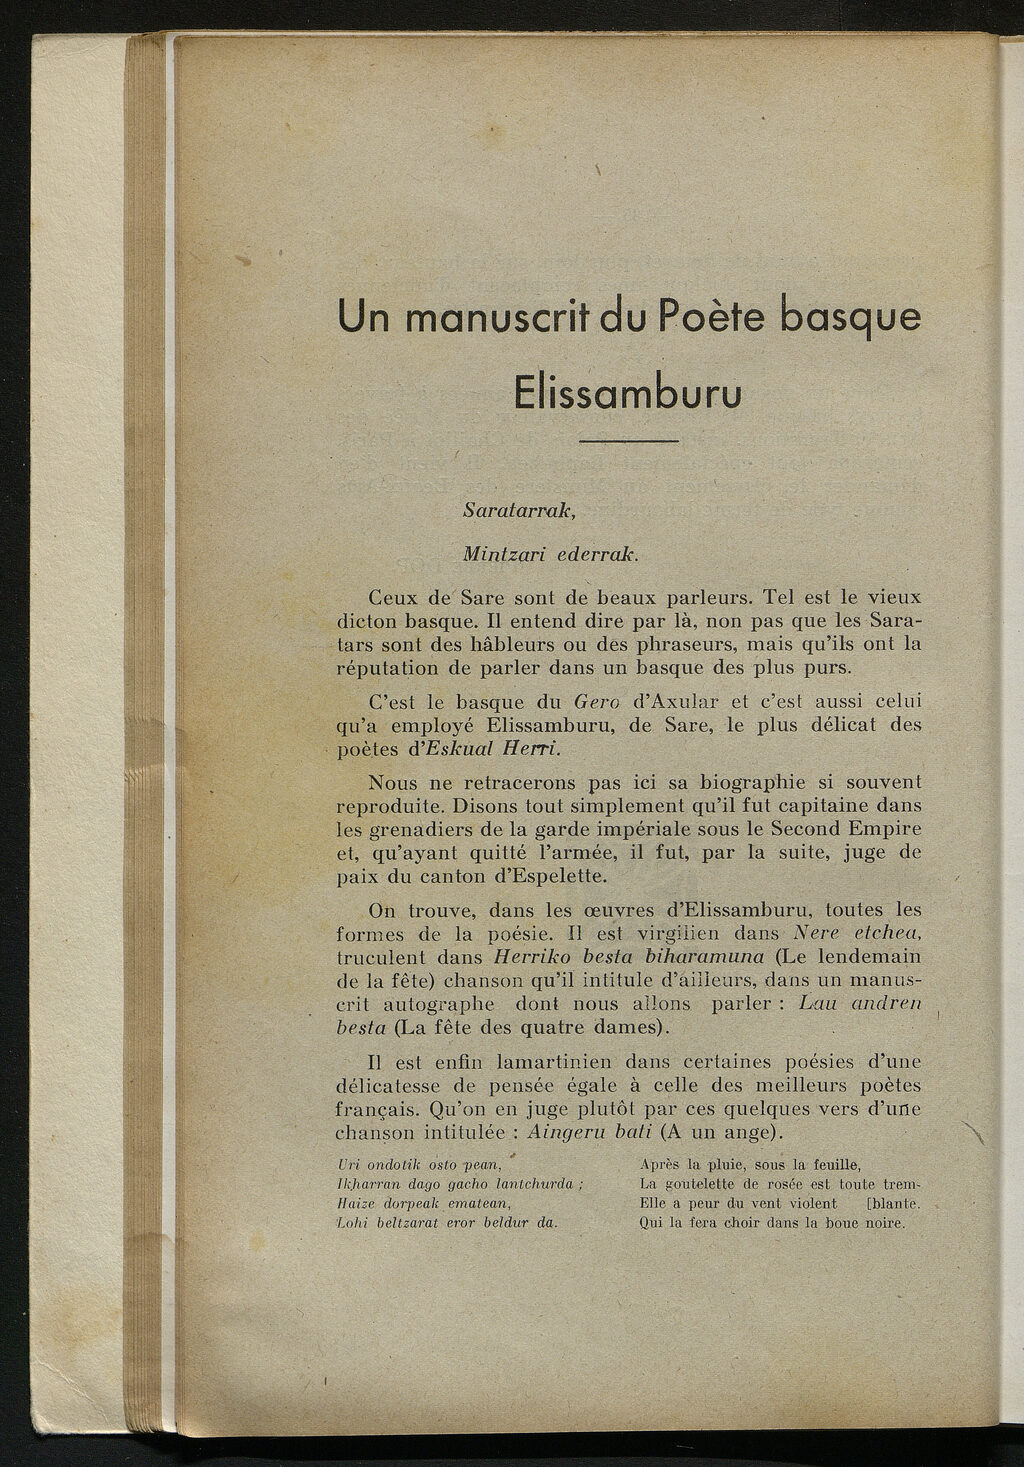 Un manuscrit du Poète basque
Elissamburu
Saratarrak,
Mintzari ederrak.
Ceux de Sare sont de beaux parleurs. Tel est le vieux
dicton basque. Il entend dire par là, non pas que les Sara-
tars sont des hâbleurs ou des phraseurs, mais qu'ils ont la
réputation de parler dans un basque des plus purs.
C'est le basque du Gero d'Axular et c'est aussi celui
qu'a employé Elissamburu, de Sare, le plus délicat des
poètes d'Eskual Herri.
Nous ne retracerons pas ici sa biographie si souvent
reproduite. Disons tout simplement qu'il fut capitaine dans
les grenadiers de la garde impériale sous le Second Empire
et, qu'ayant quitté l'armée, il fut, par la suite, juge de
paix du canton d'Espelette.
On trouve, dans les œuvres d'Elissamburu, toutes les
formes de la poésie. Il est virgilien dans Nere etchea,
truculent dans Herriko besta biharamuna (Le lendemain
de la fête) chanson qu'il intitule d'ailleurs, dans un manus-
crit autographe dont nous allons parler : Lau andren
besta (La fête des quatre dames).
Il est enfin lamartinien dans certaines poésies d'une
délicatesse de pensée égale à celle des meilleurs poètes
français. Qu'on en juge plutôt par ces quelques vers d'une
chanson intitulée : Aingeru bati (A un ange).
Uri ondotik osto pean,
Ikharran dago gacho lantchurda ;
Haize dorpeak ematean,
Lohi beltzarat eror beldur da.
Après la pluie, sous la feuille,
La goutelette de rosée est toute trem-
Elle a peur du vent violent [blante.
Qui la fera choir dans la boue noire.